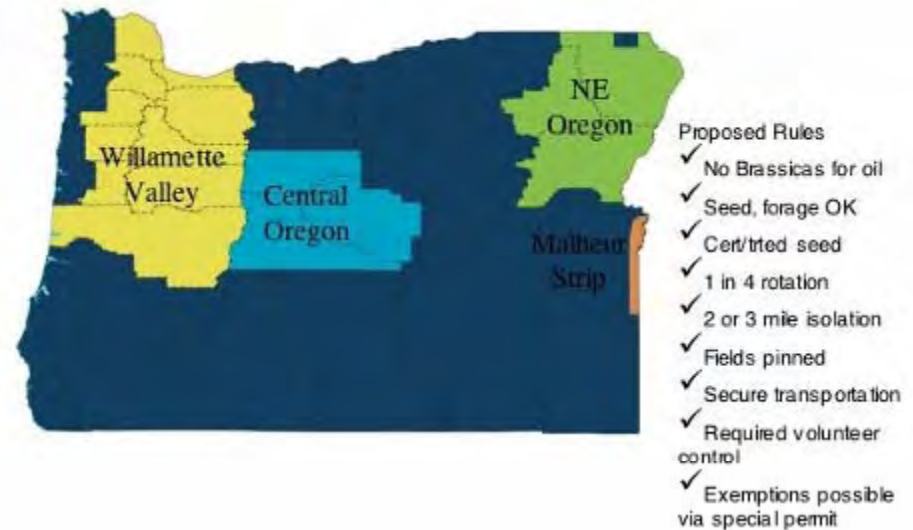 NE
Oregon
Willamette
Valley
Central
Oregon
Malheur
Strip
Proposed Rules
✓ No Brassicas for oil
✓ Seed, forage OK
✓ Cert/trted seed
✓ 1 in 4 rotation
✓ 2 or 3 mile isolation
✓ Fields pinned
✓ Secure transportation
✓ Required volunteer
control
✓ Exemptions possible
via special permit